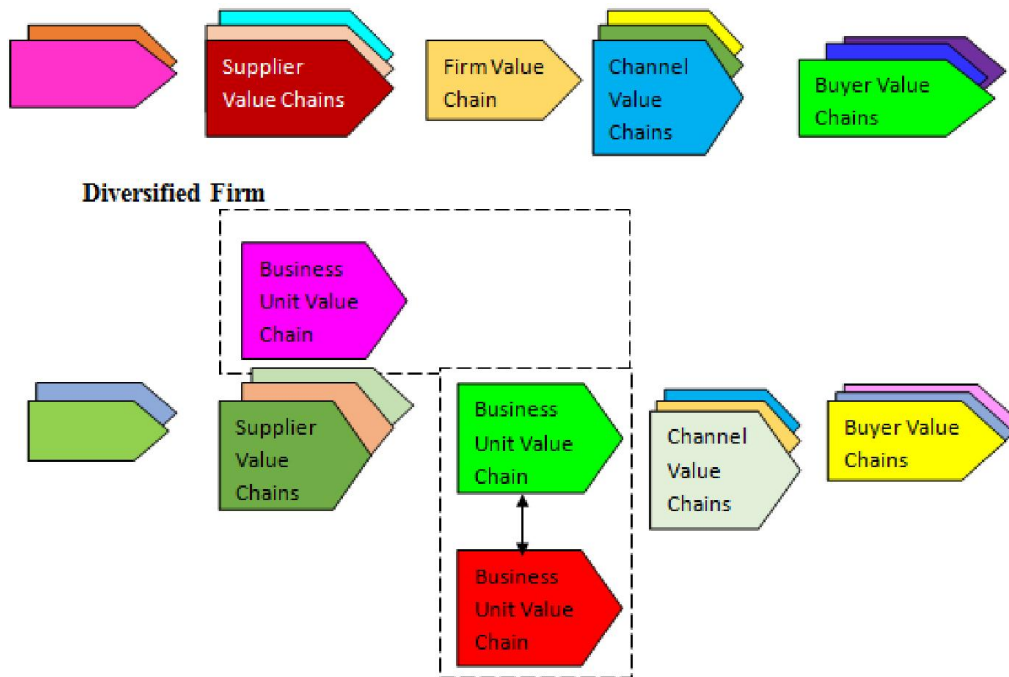 Supplier
Value Chains
Firm Value
Chain
Channel
Value
Chains
Buyer Value
Chains
Diversified Firm
Business
Unit Value
Chain
Supplier
Value
Chains
Business
Unit Value
Chain
Channel
Value
Chains
Buyer Value
Chains
Business
Unit Value
Chain